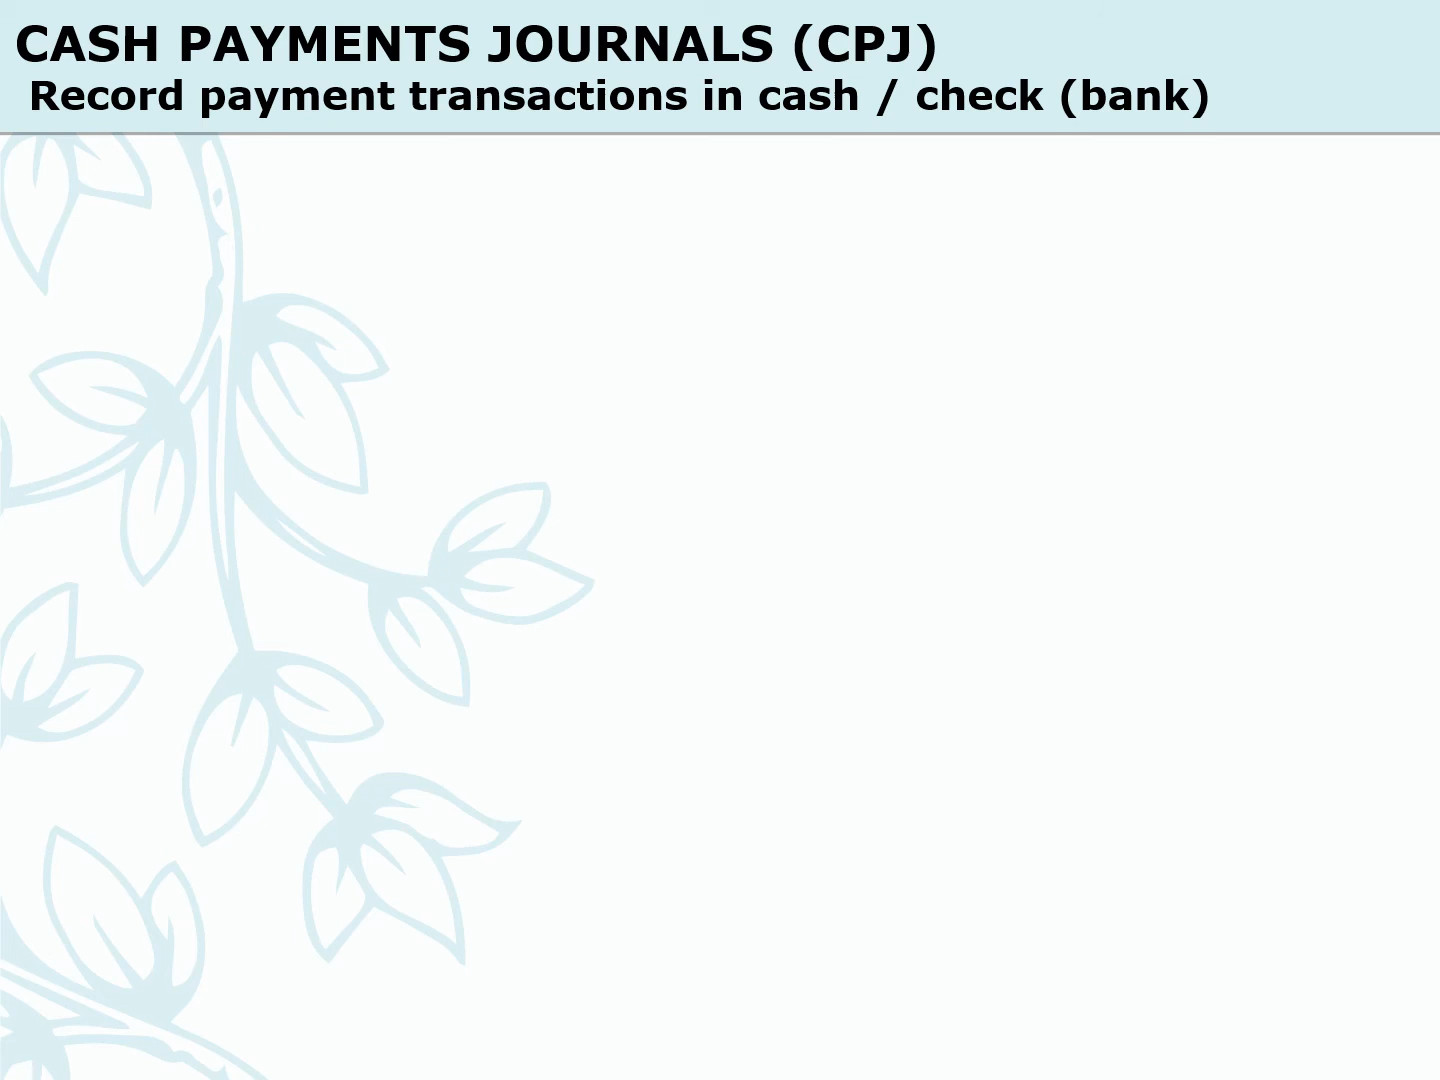 CASH PAYMENTS JOURNALS (CPJ)
Record payment transactions in cash / check (bank)